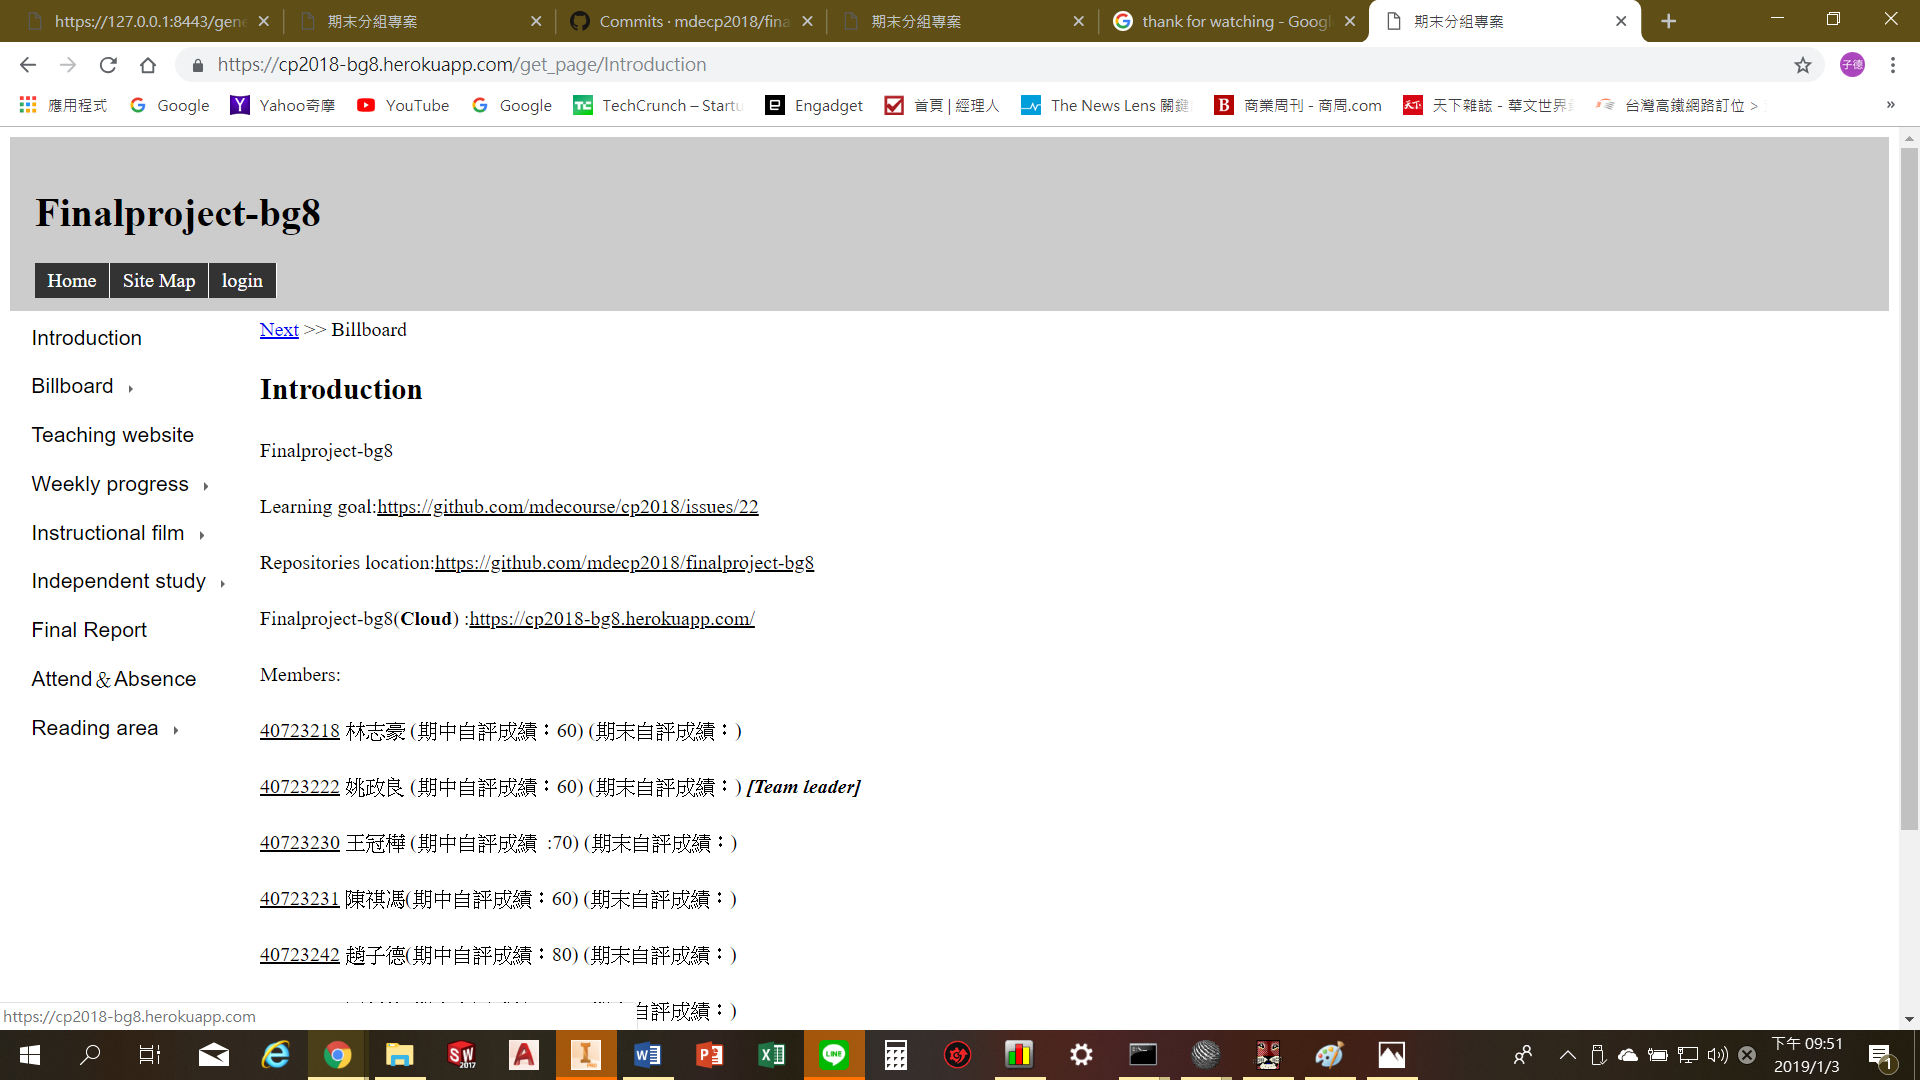 https://127.0.0.1:8443/gene
期末分組專案
Commits · mdecp2018/fina
期末分組專案
thank for watching - Googl
期末分組專案
https://cp2018-bg8.herokuapp.com/get_page/Introduction
子德
應用程式
Google
Yahoo奇摩
YouTube
Google
TechCrunch – Startu
Engadget
首頁 | 經理人
The News Lens 關鍵
商業周刊 - 商周.com
天下雜誌 - 華文世界
台灣高鐵網路訂位 >
»
Finalproject-bg8
Home
Site Map
login
Introduction
Billboard
Teaching website
Weekly progress
Instructional film
Independent study
Final Report
Attend＆Absence
Reading area
Next >> Billboard
Introduction
Finalproject-bg8
Learning goal:https://github.com/mdecourse/cp2018/issues/22
Repositories location:https://github.com/mdecp2018/finalproject-bg8
Finalproject-bg8(Cloud) :https://cp2018-bg8.herokuapp.com/
Members:
40723218 林志豪 (期中自評成績：60) (期末自評成績：)
40723222 姚政良 (期中自評成績：60) (期末自評成績：) [Team leader]
40723230 王冠樺 (期中自評成績 :70) (期末自評成績：)
40723231 陳祺馮(期中自評成績：60) (期末自評成績：)
40723242 趙子德(期中自評成績：80) (期末自評成績：)
自評成績：)
https://cp2018-bg8.herokuapp.com
下午 09:51
2019/1/3
1